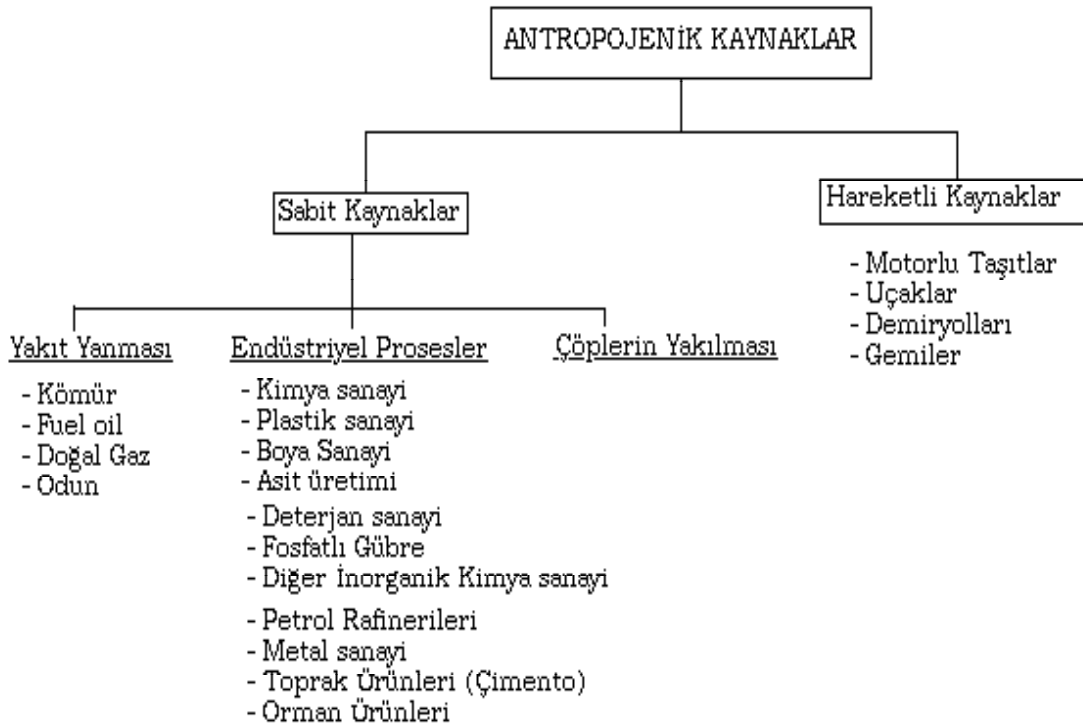 ANTROPOJENİK KAYNAKLAR
Sabit Kaynaklar
Hareketli Kaynaklar
- Motorlu Taşıtlar
- Uçaklar
- Demiryolları
- Gemiler
Yakıt Yanması
- Kömür
- Fuel oil
- Doğal Gaz
- Odun
Endüstriyel Prosesler
- Kimya sanayi
- Plastik sanayi
- Boya Sanayi
- Asit üretimi
- Deterjan sanayi
- Fosfatlı Gübre
- Diğer İnorganik Kimya sanayi
- Petrol Rafinerileri
- Metal sanayi
- Toprak Ürünleri (Çimento)
- Orman Ürünleri
Çöplerin Yakılması